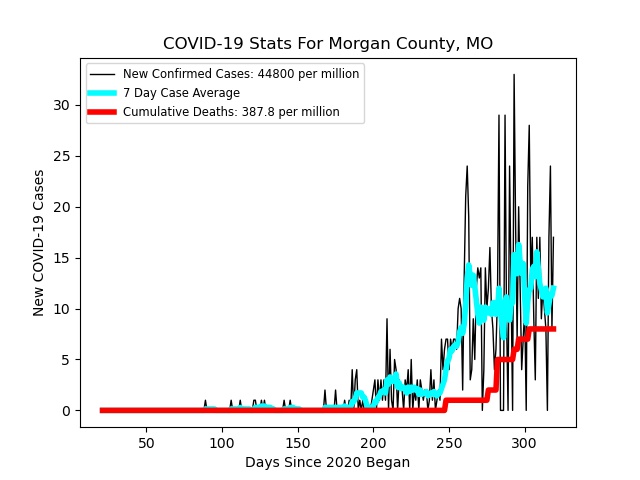 COVID-19 Stats For Morgan County, MO
New Confirmed Cases: 44800 per million
7 Day Case Average
Cumulative Deaths: 387.8 per million
New COVID-19 Cases
30
25
20
15
10
5
0
50
100
150
200
250
300
Days Since 2020 Began